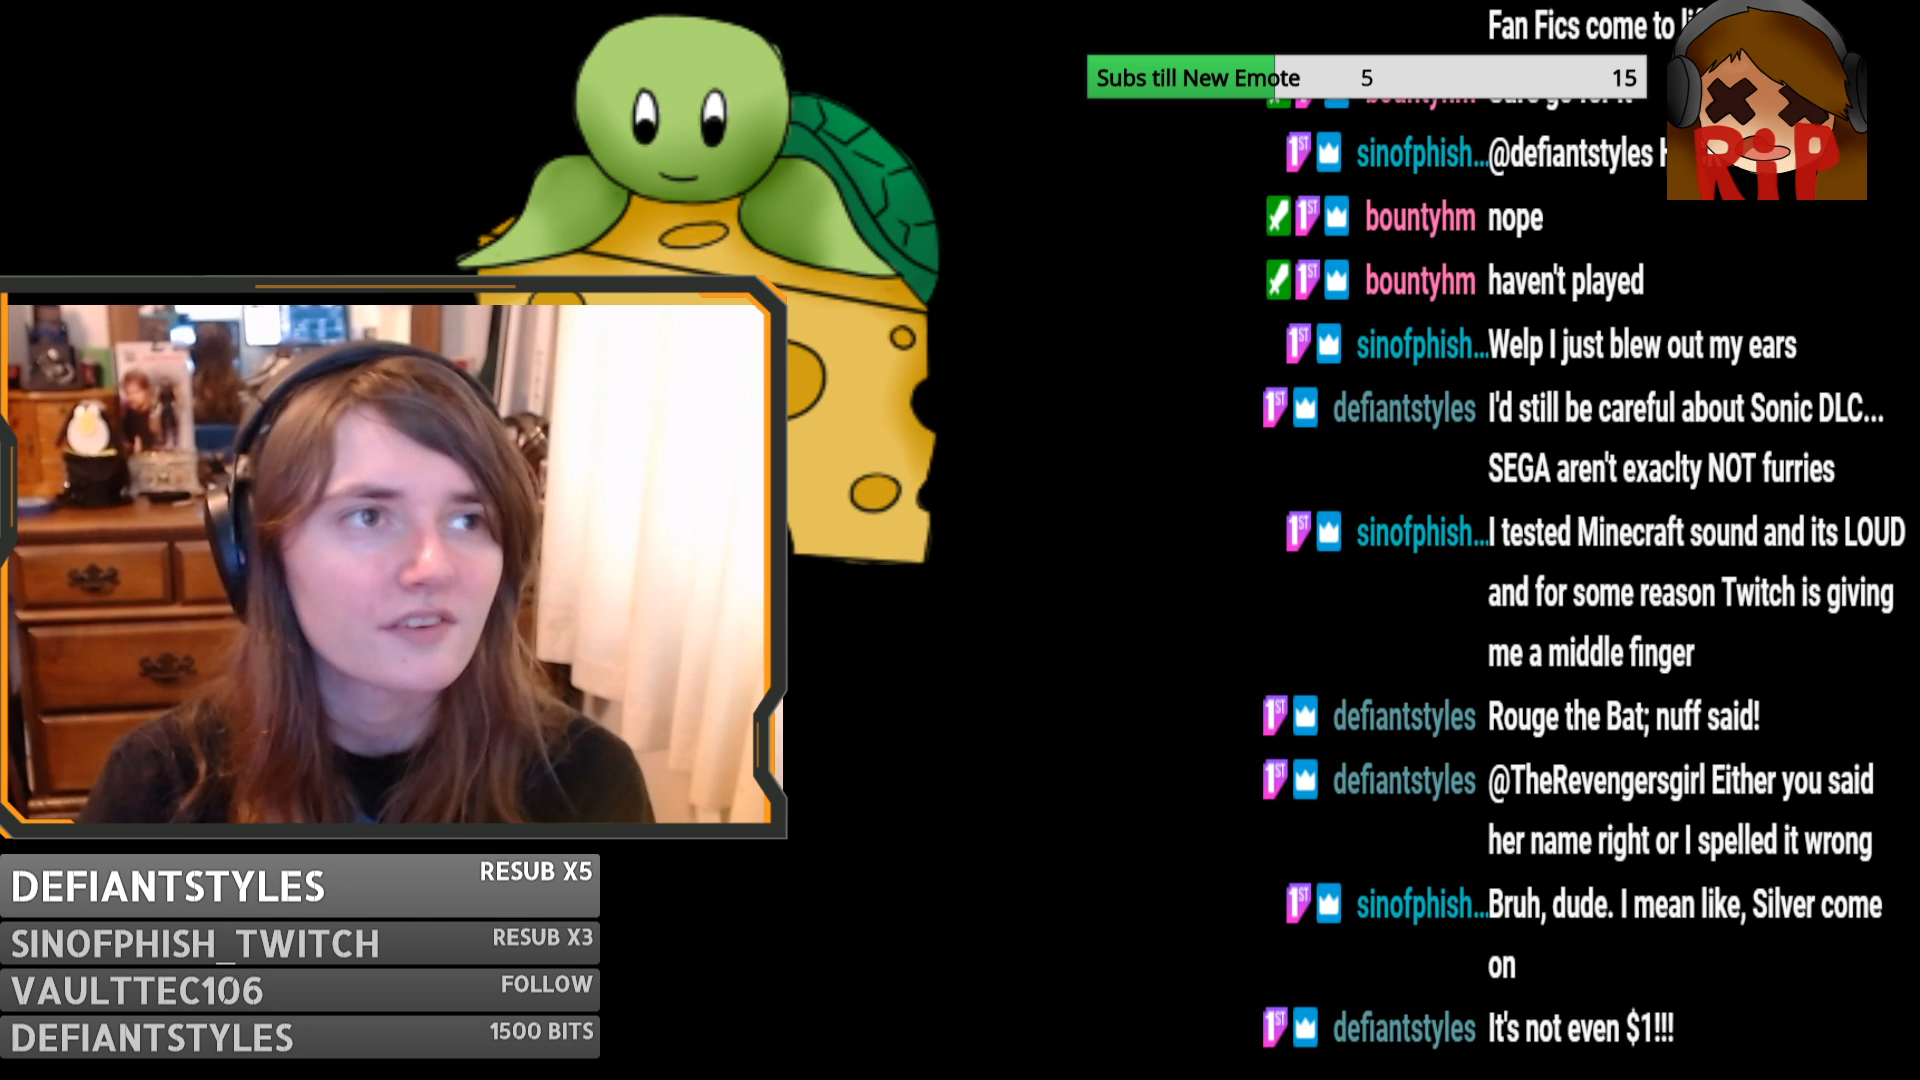 Fan Fics come to
Subs till New Emote 5 15
RiP
sinofphish... @defiantstyles
bountyhm nope
bountyhm haven't played
sinofphish... Welp I just blew out my ears
defiantstyles I'd still be careful about Sonic DLC...
SEGA aren't exaclty NOT furries
sinofphish... I tested Minecraft sound and its LOUD
and for some reason Twitch is giving
me a middle finger
defiantstyles Rouge the Bat; nuff said!
defiantstyles @TheRevengersgirl Either you said
her name right or I spelled it wrong
sinofphish... Bruh, dude. I mean like, Silver come
on
defiantstyles It's not even $1!!!
DEFIANTSTYLES RESUB X5
SINOFPHISH_TWITCH RESUB X3
VAULTTEC106 FOLLOW
DEFIANTSTYLES 1500 BITS